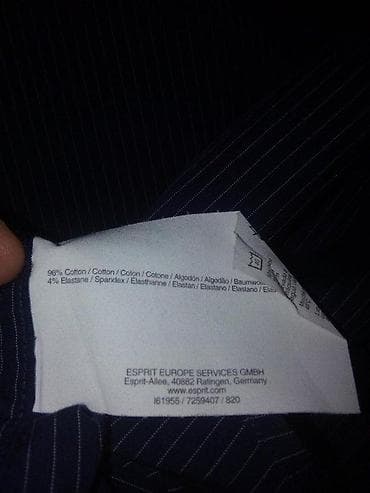 96% Cotton / Cotton / Coton / Cotone / Algodón / Algodão / Baumwolle
4% Elastane / Spandex / Elasthanne / Elastán / Elastano / Elastano / Elas
ESPRIT EUROPE SERVICES GMBH
Esprit-Allee, 40882 Ratingen, Germany
www.esprit.com
I61955 / 7259407 / 820